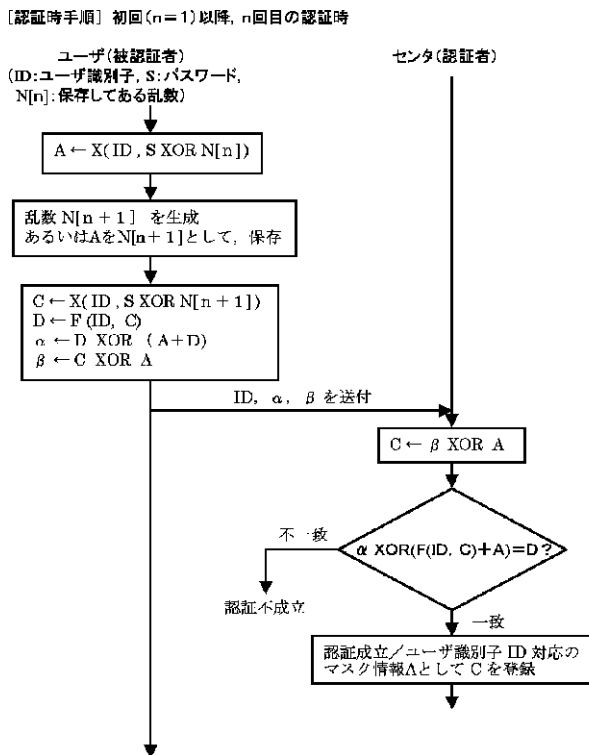 [認証時手順] 初回(n=1)以降, n回目の認証時
ユーザ(被認証者)
(ID:ユーザ識別子, S:パスワード,
N[n]:保存してある乱数)
センタ(認証者)
A ← X(ID, S XOR N[n])
乱数 N[n+1] を生成
あるいはAをN[n+1]として, 保存
C ← X(ID, S XOR N[n+1])
D ← F(ID, C)
α ← D XOR (A+D)
β ← C XOR A
ID, α, β を送付
C ← β XOR A
不一致
α XOR(F(ID, C)+A)=D?
認証不成立
一致
認証成立/ユーザ識別子 ID 対応の
マスク情報AとしてCを登録